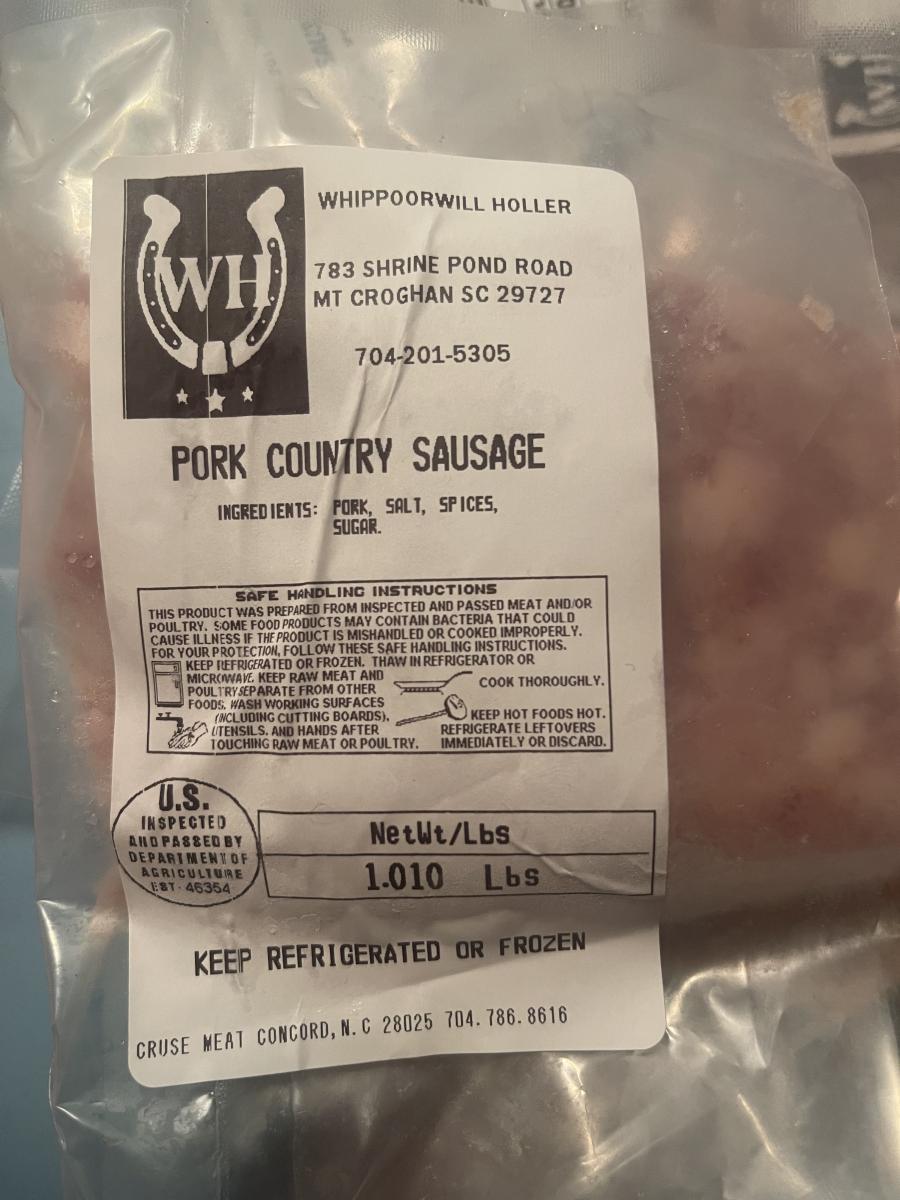 WH
WHIPPOORWILL HOLLER
783 SHRINE POND ROAD
MT CROGHAN SC 29727
704-201-5305
PORK COUNTRY SAUSAGE
INGREDIENTS: PORK, SALT, SPICES,
SUGAR.
SAFE HANDLING INSTRUCTIONS
THIS PRODUCT WAS PREPARED FROM INSPECTED AND PASSED MEAT AND/OR
POULTRY. SOME FOOD PRODUCTS MAY CONTAIN BACTERIA THAT COULD
CAUSE ILLNESS IF THE PRODUCT IS MISHANDLED OR COOKED IMPROPERLY.
FOR YOUR PROTECTION, FOLLOW THESE SAFE HANDLING INSTRUCTIONS.
KEEP REFRIGERATED OR FROZEN. THAW IN REFRIGERATOR OR
MICROWAVE. KEEP RAW MEAT AND
POULTRY SEPARATE FROM OTHER
FOODS. WASH WORKING SURFACES
(INCLUDING CUTTING BOARDS),
UTENSILS, AND HANDS AFTER
TOUCHING RAW MEAT OR POULTRY.
COOK THOROUGHLY.
KEEP HOT FOODS HOT.
REFRIGERATE LEFTOVERS
IMMEDIATELY OR DISCARD.
U.S.
INSPECTED
AND PASSED BY
DEPARTMENT OF
AGRICULTURE
EST. 46354
NetWt/Lbs
1.010 Lbs
KEEP REFRIGERATED OR FROZEN
CRUSE MEAT CONCORD, N.C 28025 704.786.8616
WH